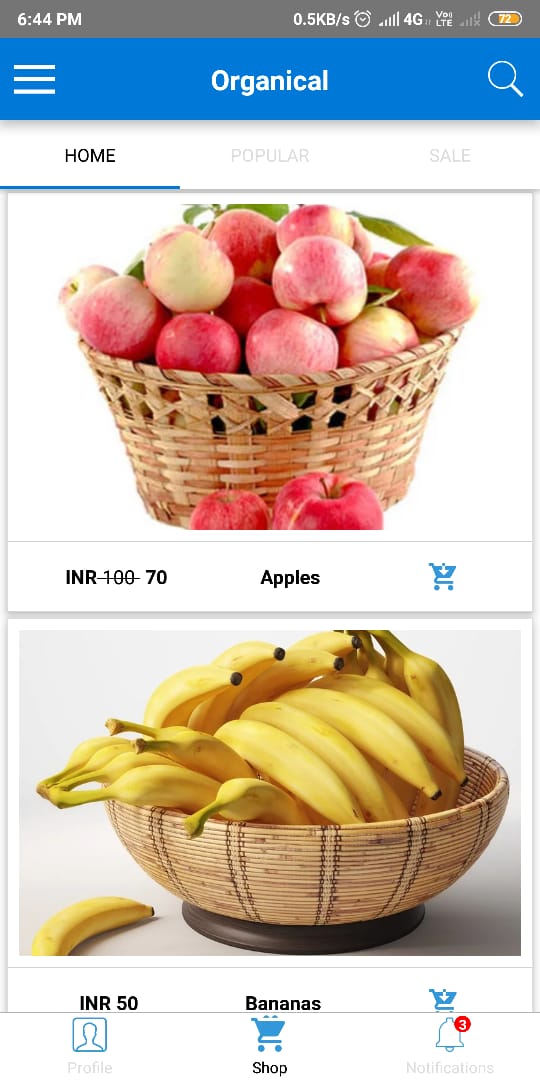 6:44 PM 0.5KB/s 4G Vo) LTE 72
Organical
HOME POPULAR SALE
INR 100 70 Apples
INR 50 Bananas
3
Profile Shop Notifications